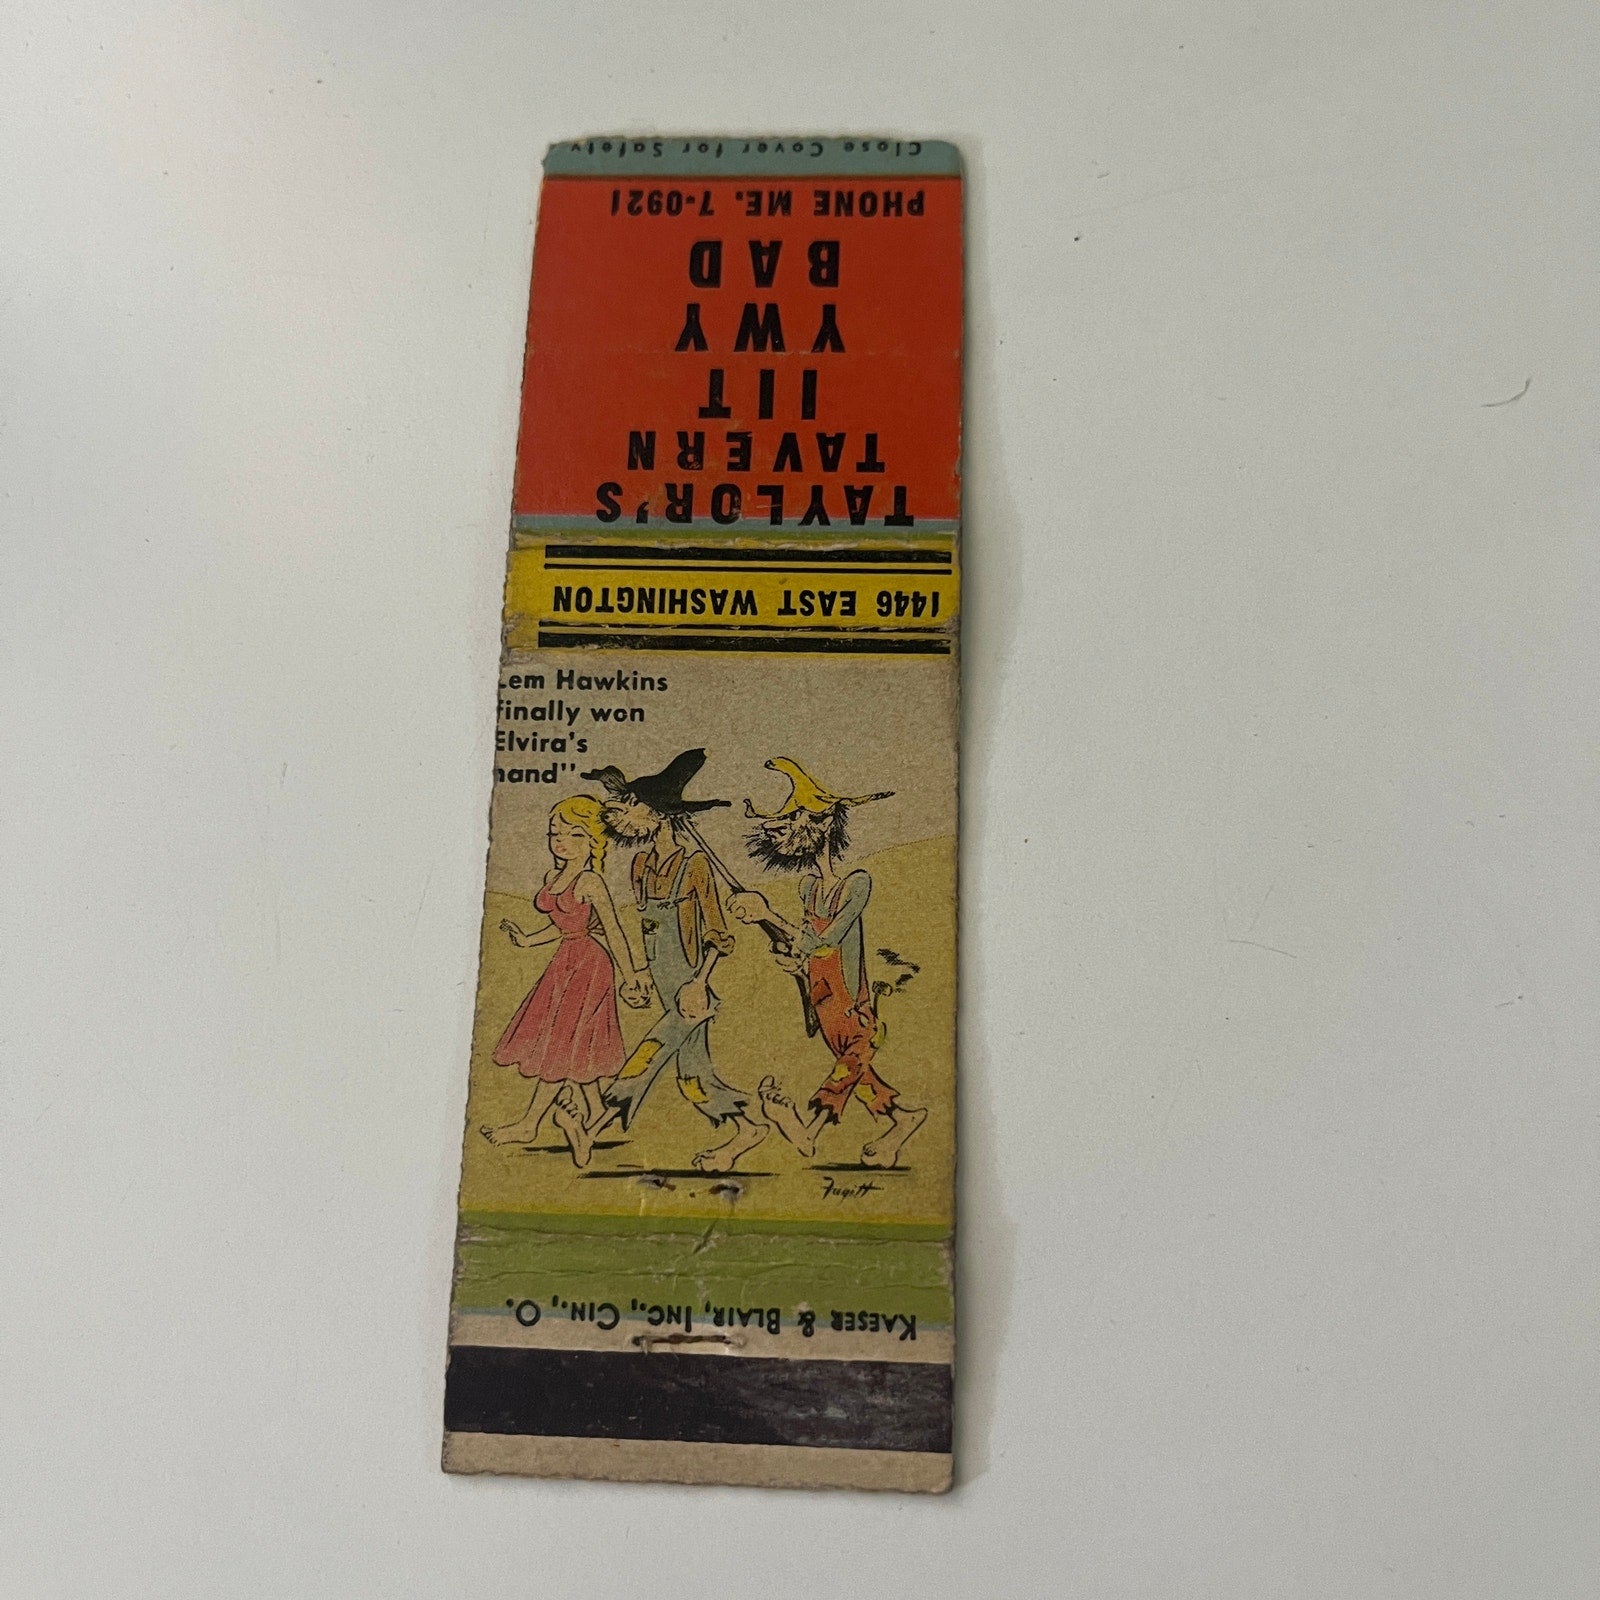 TAYLOR'S
TAVERN
IIT
YWY
BAD
PHONE ME. 7-0921
Close Cover for Safety
1446 EAST WASHINGTON
Lem Hawkins
finally won
Elvira's
hand"
Fugitt
KAESER & BLAIR, INC., CIN., O.